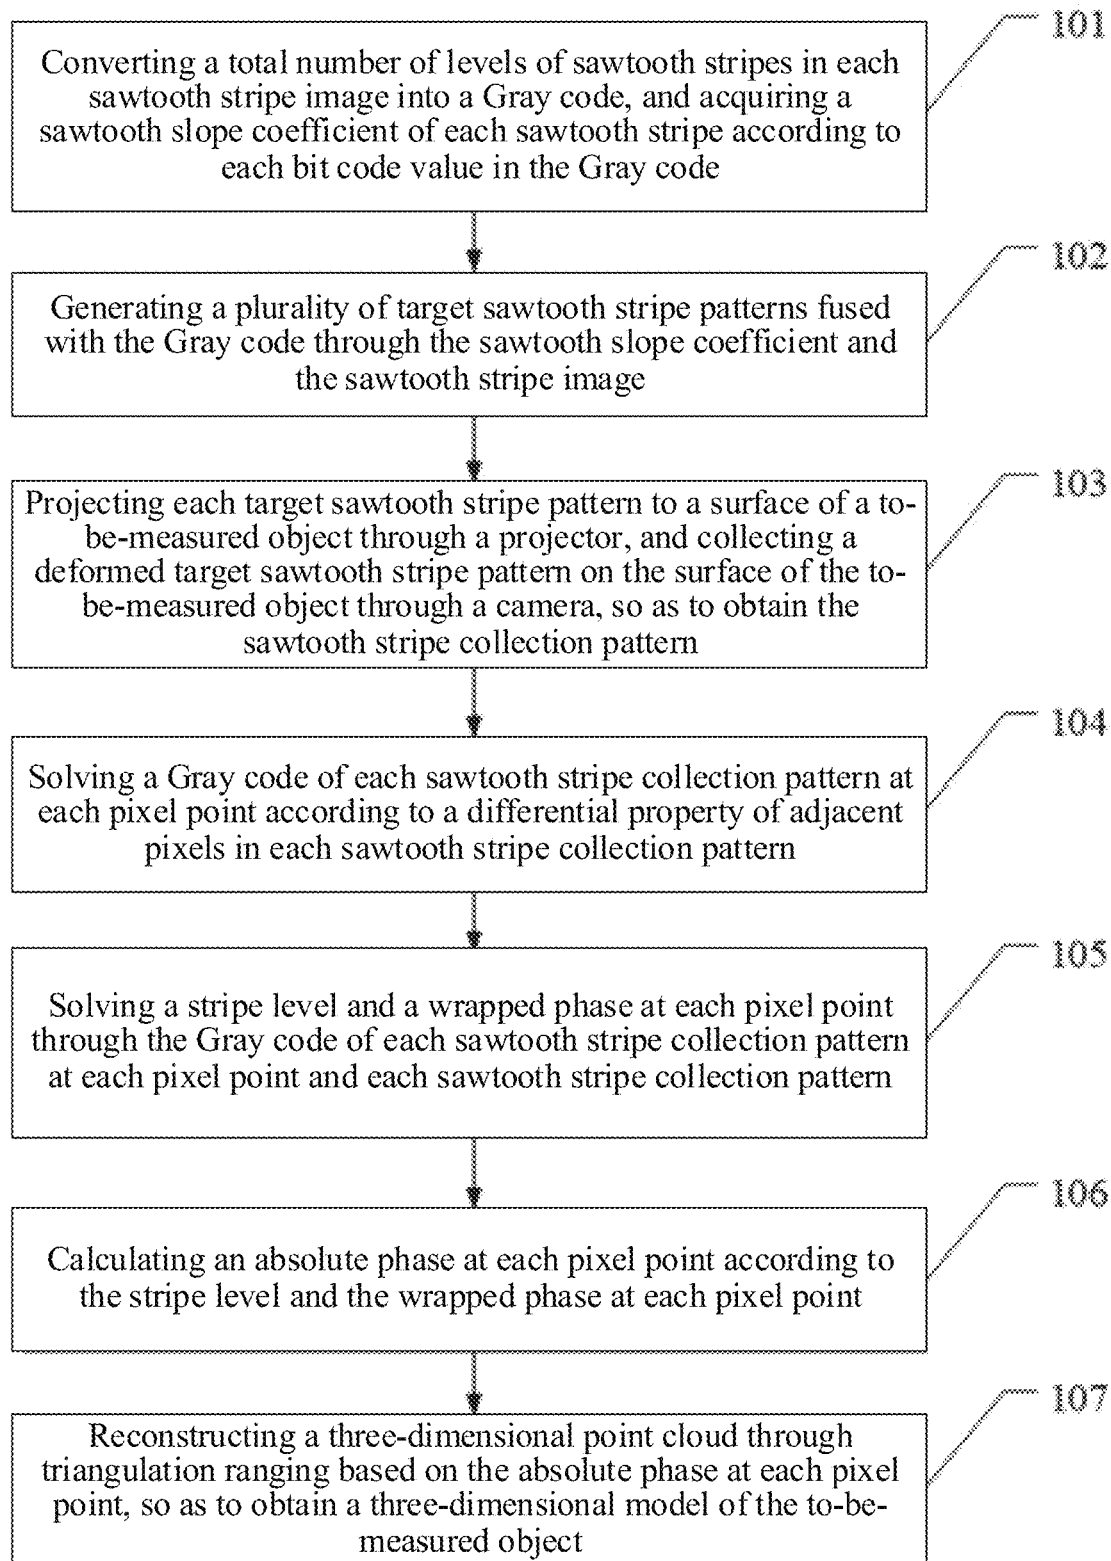 101
Converting a total number of levels of sawtooth stripes in each
sawtooth stripe image into a Gray code, and acquiring a
sawtooth slope coefficient of each sawtooth stripe according to
each bit code value in the Gray code
102
Generating a plurality of target sawtooth stripe patterns fused
with the Gray code through the sawtooth slope coefficient and
the sawtooth stripe image
103
Projecting each target sawtooth stripe pattern to a surface of a to-
be-measured object through a projector, and collecting a
deformed target sawtooth stripe pattern on the surface of the to-
be-measured object through a camera, so as to obtain the
sawtooth stripe collection pattern
104
Solving a Gray code of each sawtooth stripe collection pattern at
each pixel point according to a differential property of adjacent
pixels in each sawtooth stripe collection pattern
105
Solving a stripe level and a wrapped phase at each pixel point
through the Gray code of each sawtooth stripe collection pattern
at each pixel point and each sawtooth stripe collection pattern
106
Calculating an absolute phase at each pixel point according to
the stripe level and the wrapped phase at each pixel point
107
Reconstructing a three-dimensional point cloud through
triangulation ranging based on the absolute phase at each pixel
point, so as to obtain a three-dimensional model of the to-be-
measured object